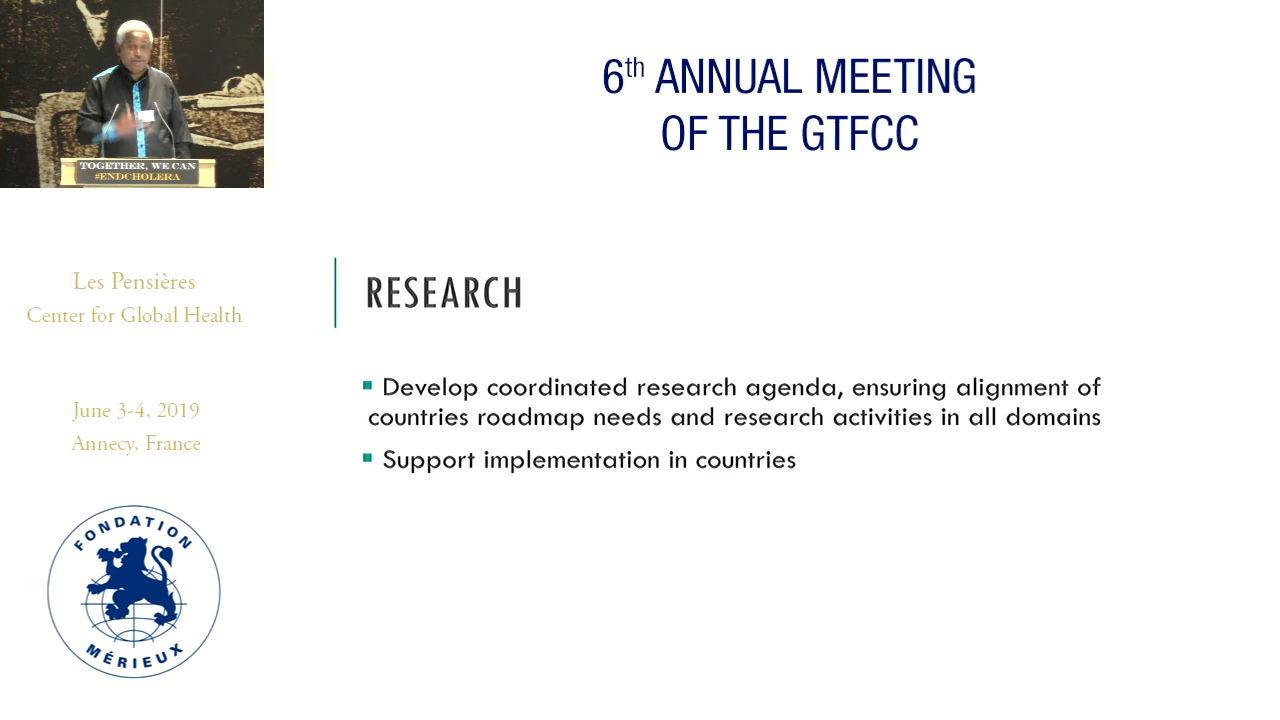 TOGETHER, WE CAN
#ENDCHOLERA
6th ANNUAL MEETING
OF THE GTFCC
Les Pensières
Center for Global Health
June 3-4, 2019
Annecy, France
FONDATION
MÉRIEUX
RESEARCH
Develop coordinated research agenda, ensuring alignment of
countries roadmap needs and research activities in all domains
Support implementation in countries